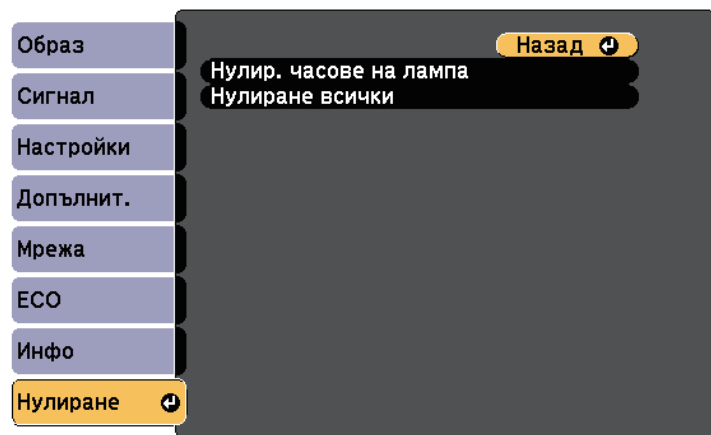 Образ
Сигнал
Настройки
Допълнит.
Мрежа
ECO
Инфо
Нулиране
Назад
Нулир. часове на лампа
Нулиране всички